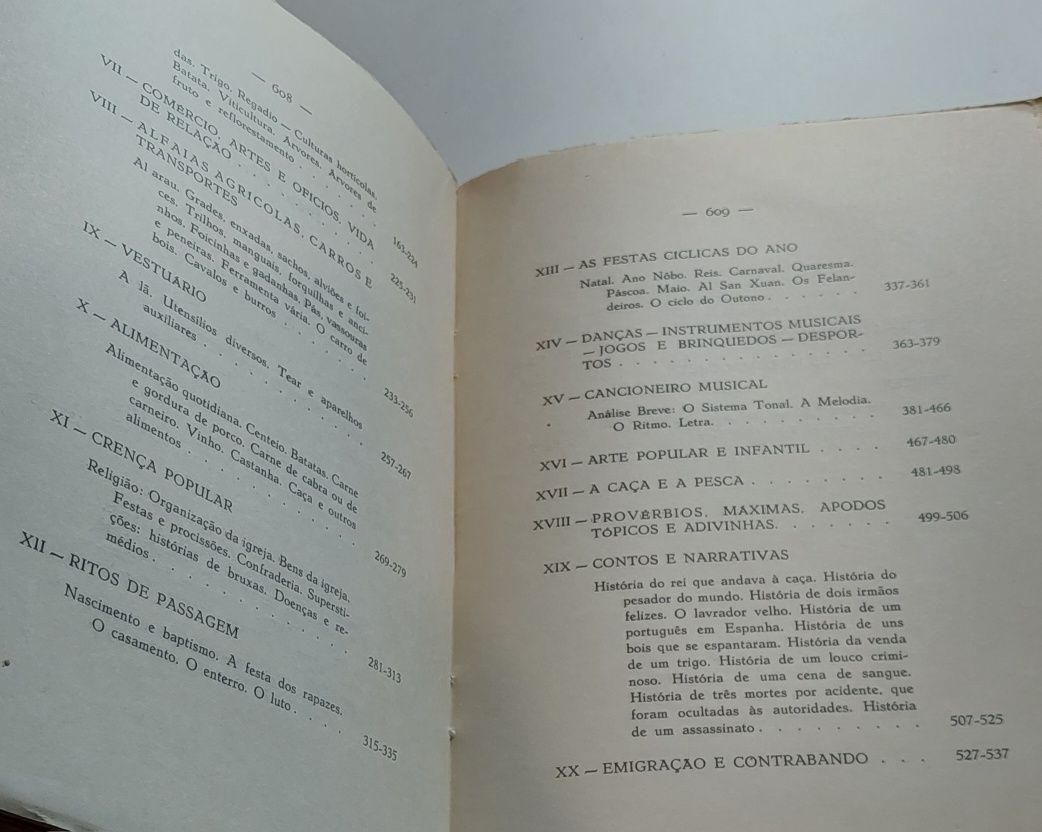 — 608 —
das. Trigo. Regadio — Culturas hortícolas.
Batata. Viticultura. Árvores. Árvores de
fruto e reflorestamento . . . . . .
VII — COMÉRCIO, ARTES E OFÍCIOS. VIDA
DE RELAÇÃO . . . . . . . . 161-224
VIII — ALFAIAS AGRÍCOLAS, CARROS E
TRANSPORTES . . . . . . . . 225-231
Al arau. Grades, enxadas, sachos, alviões e foi-
ces. Trilhos, manguais, forquilhas e anci-
nhos. Foicinhas e gadanhas. Pás, vassouras
e peneiras. Ferramenta vária. O carro de
bois. Cavalos e burros . . . . . . 233-256
IX — VESTUÁRIO
A lã. Utensílios diversos. Tear e aparelhos
auxiliares . . . . . . . . . . 257-267
X — ALIMENTAÇÃO
Alimentação quotidiana. Centeio. Batatas. Carne
e gordura de porco. Carne de cabra ou de
carneiro. Vinho. Castanha. Caça e outros
alimentos . . . . . . . . . . 269-279
XI — CRENÇA POPULAR
Religião: Organização da igreja. Bens da igreja.
Festas e procissões. Confraderia. Supersti-
ções: histórias de bruxas. Doenças e re-
médios . . . . . . . . . . 281-313
XII — RITOS DE PASSAGEM
Nascimento e baptismo. A festa dos rapazes.
O casamento. O enterro. O luto . . . . 315-335
— 609 —
XIII — AS FESTAS CICLICAS DO ANO
Natal. Ano Nôbo. Reis. Carnaval. Quaresma.
Páscoa. Maio. Al San Xuan. Os Felan-
deiros. O ciclo do Outono . . . . . . 337-361
XIV — DANÇAS — INSTRUMENTOS MUSICAIS
— JOGOS E BRINQUEDOS — DESPOR-
TOS . . . . . . . . . . . . 363-379
XV — CANCIONEIRO MUSICAL
Análise Breve: O Sistema Tonal. A Melodia.
O Ritmo. Letra. . . . . . . . . 381-466
XVI — ARTE POPULAR E INFANTIL . . . . 467-480
XVII — A CAÇA E A PESCA . . . . . . . 481-498
XVIII — PROVÉRBIOS, MÁXIMAS, APODOS
TÓPICOS E ADIVINHAS. . . . . . . 499-506
XIX — CONTOS E NARRATIVAS
História do rei que andava à caça. História do
pesador do mundo. História de dois irmãos
felizes. O lavrador velho. História de um
português em Espanha. História de uns
bois que se espantaram. História da venda
de um trigo. História de um louco crimi-
noso. História de uma cena de sangue.
História de três mortes por acidente, que
foram ocultadas às autoridades. História
de um assassinato . . . . . . . . 507-525
XX — EMIGRAÇÃO E CONTRABANDO . . . 527-537